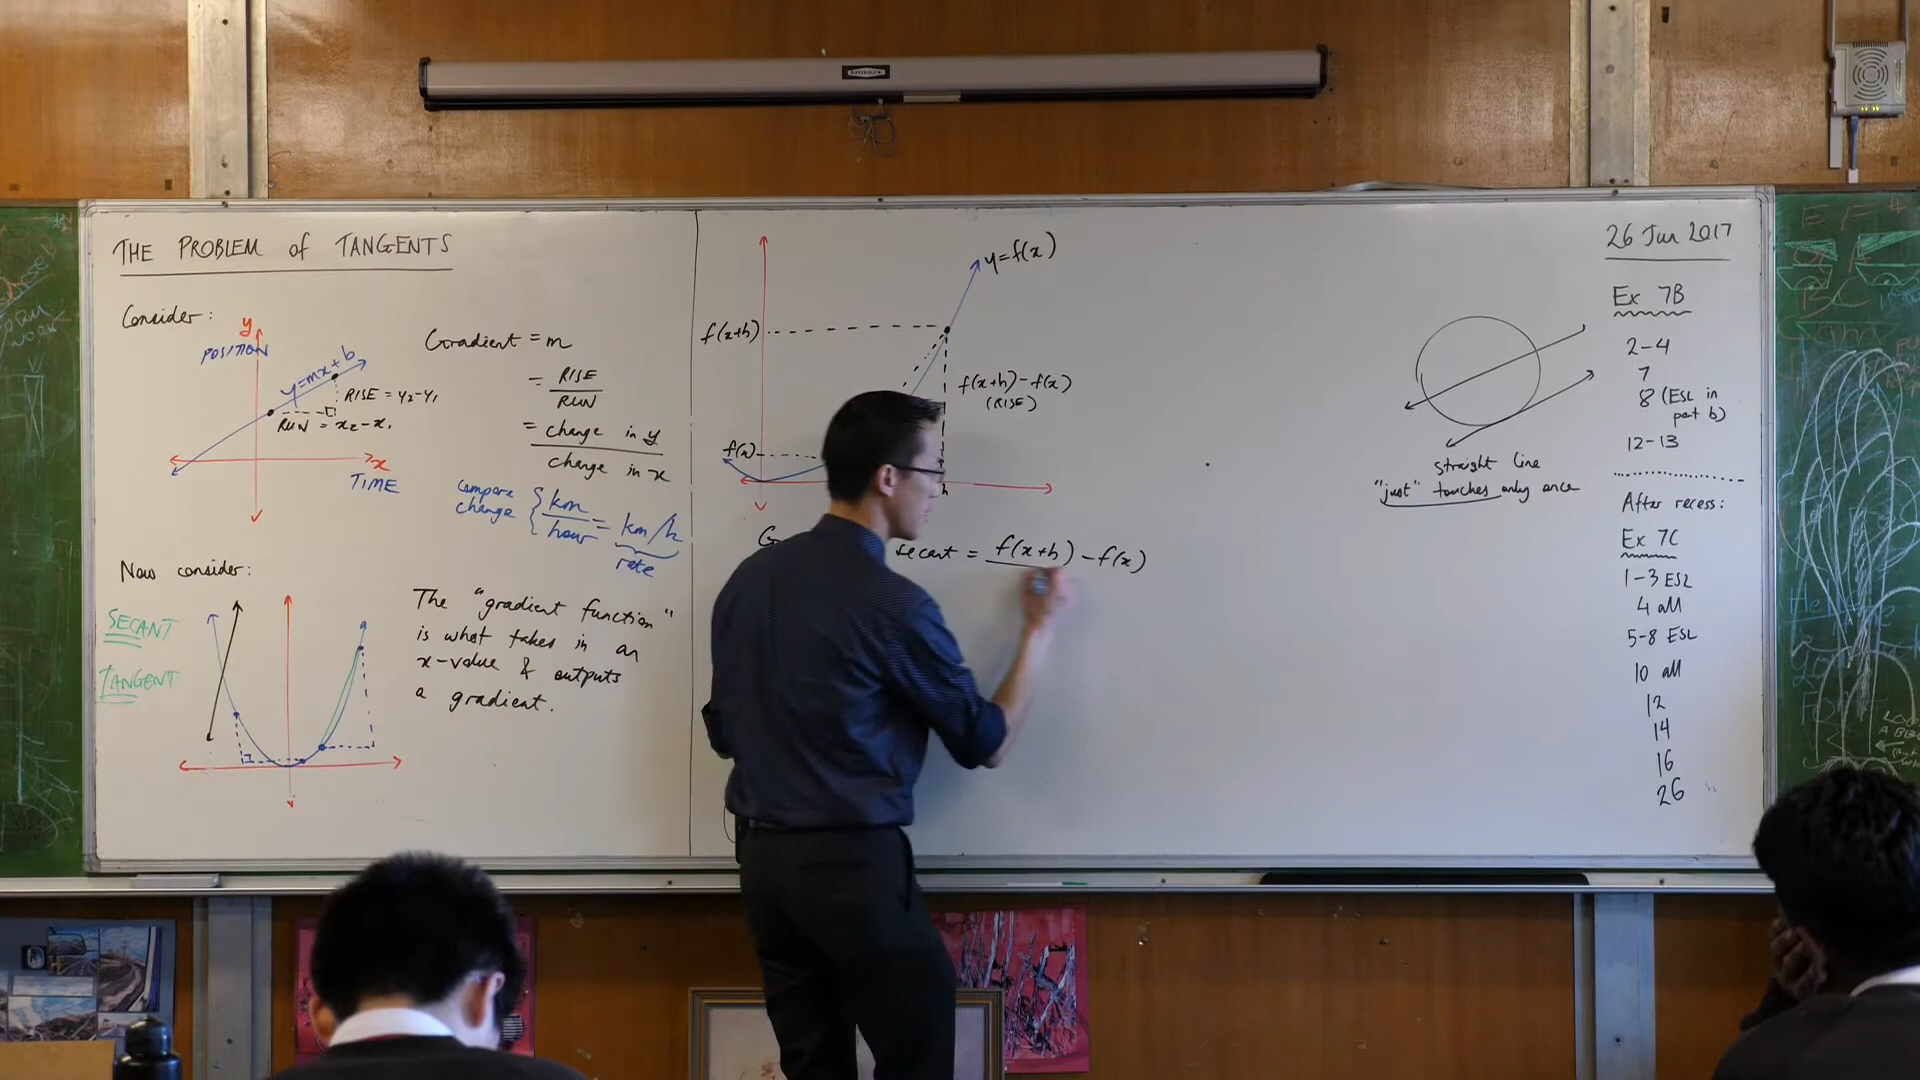 THE PROBLEM of TANGENTS
Consider:
y
POSITION
y=mx+b
RISE = y₂-y₁
RUN = x₂-x₁
x
TIME
Gradient = m
= RISE
RUN
= change in y
change in x
compare
change
km
hour
= km/h
rate
Now consider:
SECANT
TANGENT
The "gradient function"
is what takes in an
x-value & outputs
a gradient.
y=f(x)
f(x+h)
f(x+h)-f(x)
(RISE)
f(x)
secant = f(x+h)-f(x)
straight line
"just" touches only once
26 Jun 2017
Ex 7B
2-4
7
8 (ESL in
part b)
12-13
After recess:
Ex 7C
1-3 ESL
4 all
5-8 ESL
10 all
12
14
16
26